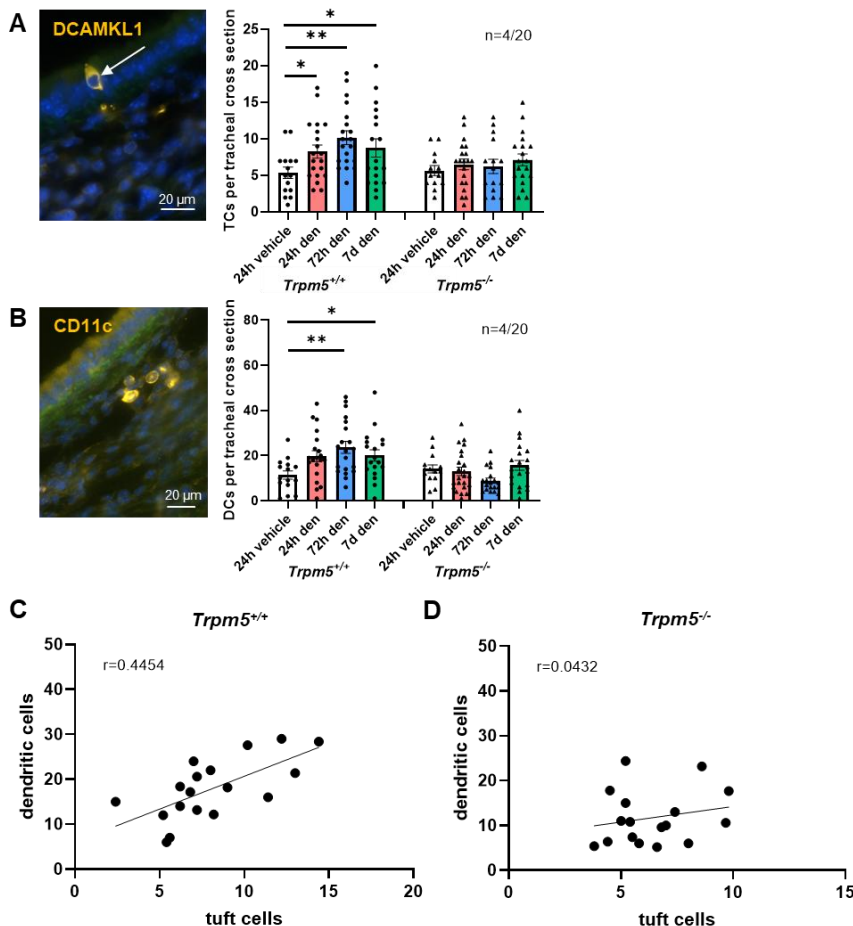 A
DCAMKL1
20 µm
TCs per tracheal cross section
25
20
15
10
5
0
*
**
*
n=4/20
24h vehicle
24h den
72h den
7d den
24h vehicle
24h den
72h den
7d den
Trpm5+/+
Trpm5-/-
B
CD11c
20 µm
DCs per tracheal cross section
80
60
40
20
0
*
**
n=4/20
24h vehicle
24h den
72h den
7d den
24h vehicle
24h den
72h den
7d den
Trpm5+/+
Trpm5-/-
C
Trpm5+/+
r=0.4454
dendritic cells
50
40
30
20
10
0
0
5
10
15
20
tuft cells
D
Trpm5-/-
r=0.0432
dendritic cells
50
40
30
20
10
0
0
5
10
15
tuft cells